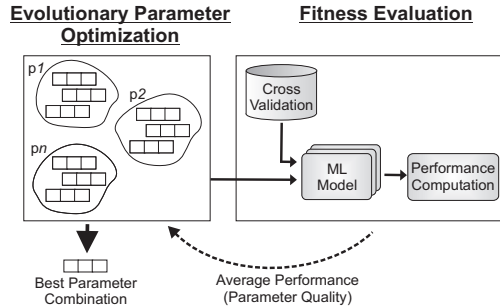 Evolutionary Parameter
Optimization
Fitness Evaluation
p1
p2
pn
Cross
Validation
ML
Model
Performance
Computation
Best Parameter
Combination
Average Performance
(Parameter Quality)